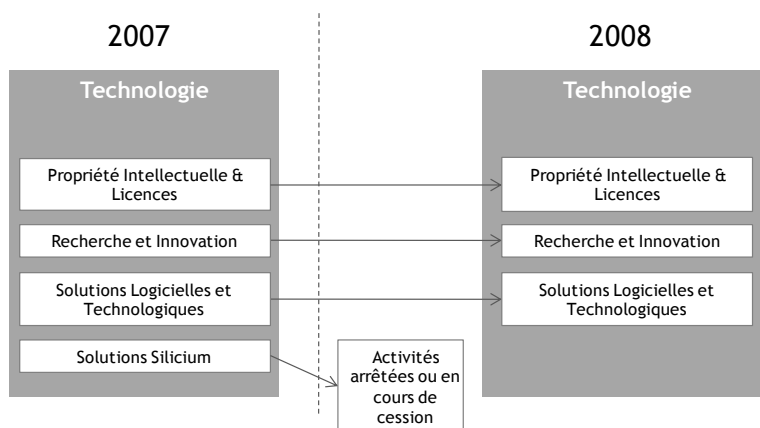 2007
2008
Technologie
Technologie
Propriété Intellectuelle &
Licences
Propriété Intellectuelle &
Licences
Recherche et Innovation
Recherche et Innovation
Solutions Logicielles et
Technologiques
Solutions Logicielles et
Technologiques
Solutions Silicium
Activités
arrêtées ou en
cours de
cession